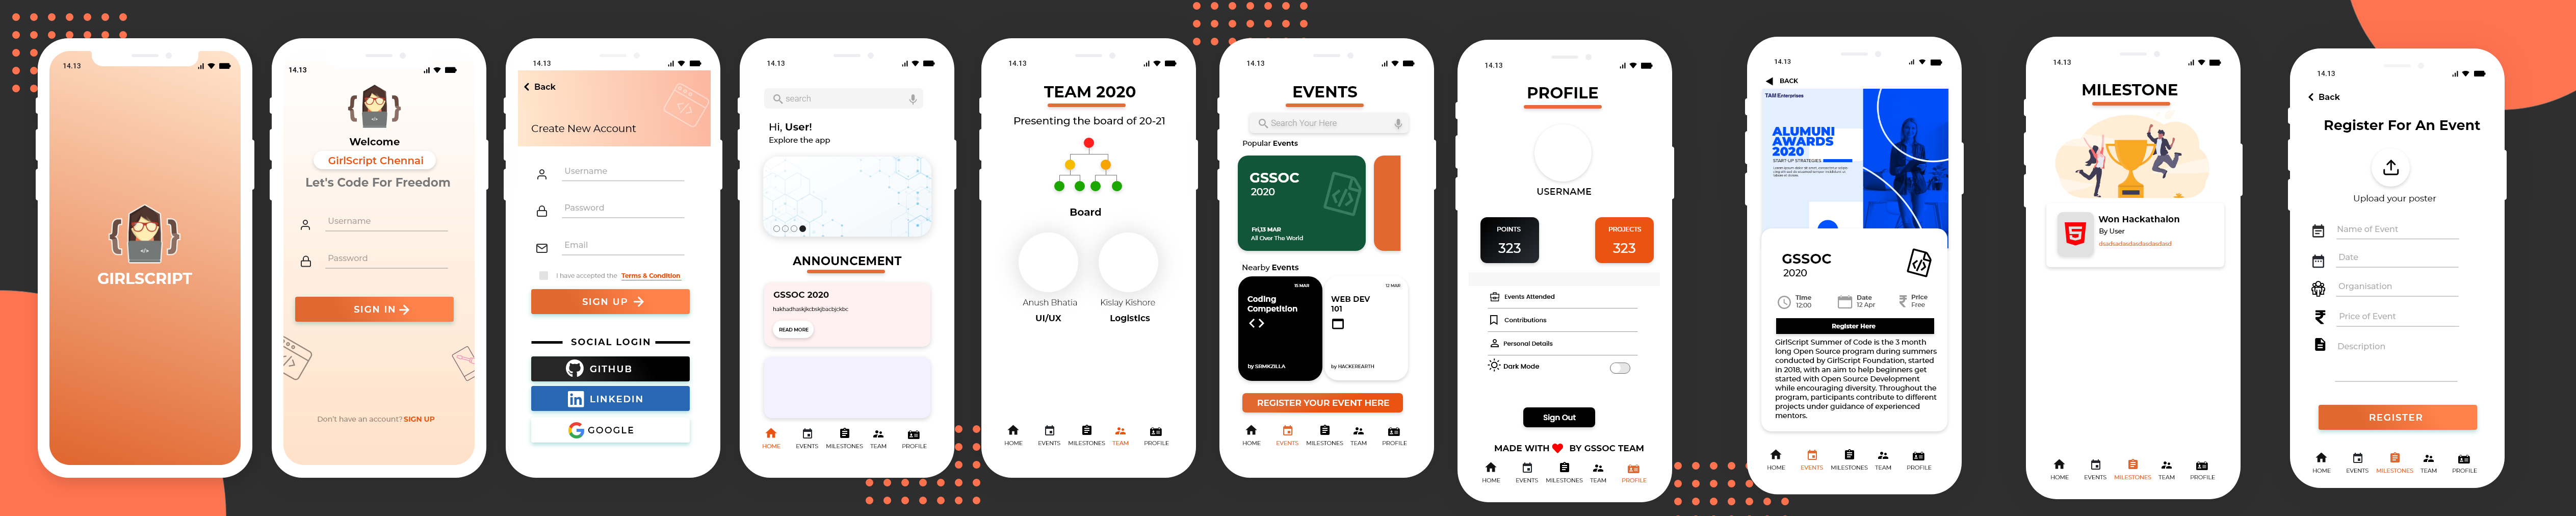 14.13
GIRLSCRIPT
14.13
Welcome
GirlScript Chennai
Let's Code For Freedom
Username
Password
SIGN IN
Don't have an account? SIGN UP
14.13
Back
Create New Account
Username
Password
Email
I have accepted the Terms & Condition
SIGN UP
SOCIAL LOGIN
GITHUB
LINKEDIN
GOOGLE
14.13
search
Hi, User!
Explore the app
ANNOUNCEMENT
GSSOC 2020
hakhadhaskjkcbskjbacbjckbc
READ MORE
HOME EVENTS MILESTONES TEAM PROFILE
14.13
TEAM 2020
Presenting the board of 20-21
Board
Anush Bhatia Kislay Kishore
UI/UX Logistics
HOME EVENTS MILESTONES TEAM PROFILE
14.13
EVENTS
Search Your Here
Popular Events
GSSOC
2020
Fri,13 MAR
All Over The World
Nearby Events
15 MAR
Coding
Competition
by SRMKZILLA
12 MAR
WEB DEV
101
by HACKEREARTH
REGISTER YOUR EVENT HERE
HOME EVENTS MILESTONES TEAM PROFILE
14.13
PROFILE
USERNAME
POINTS
323
PROJECTS
323
Events Attended
Contributions
Personal Details
Dark Mode
Sign Out
MADE WITH BY GSSOC TEAM
HOME EVENTS MILESTONES TEAM PROFILE
14.13
BACK
TAM Enterprises
ALUMUNI
AWARDS
2020
START-UP STRATEGIES
GSSOC
2020
Time
12:00
Date
12 Apr
Price
Free
Register Here
GirlScript Summer of Code is the 3 month
long Open Source program during summers
conducted by GirlScript Foundation, started
in 2018, with an aim to help beginners get
started with Open Source Development
while encouraging diversity. Throughout the
program, participants contribute to different
projects under guidance of experienced
mentors.
HOME EVENTS MILESTONES TEAM PROFILE
14.13
MILESTONE
Won Hackathalon
By User
dsadsadasdasdasdasdasd
HOME EVENTS MILESTONES TEAM PROFILE
14.13
Back
Register For An Event
Upload your poster
Name of Event
Date
Organisation
Price of Event
Description
REGISTER
HOME EVENTS MILESTONES TEAM PROFILE